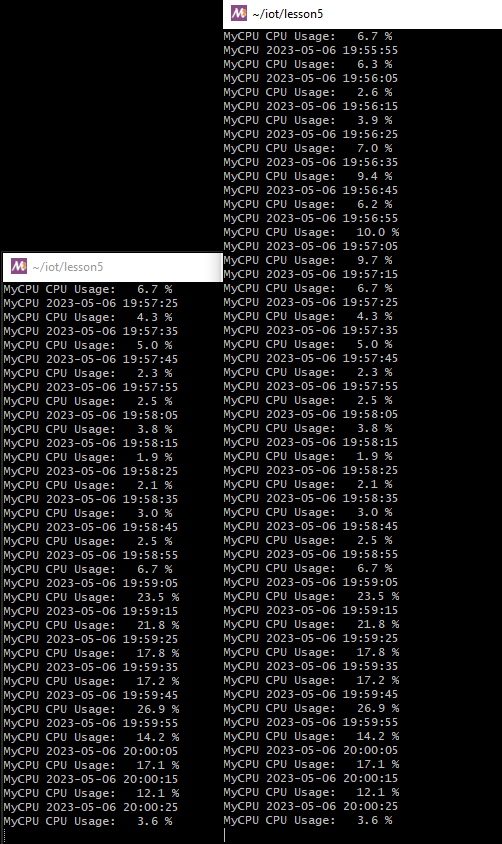 ~/iot/lesson5
MyCPU CPU Usage:   6.7 %
MyCPU 2023-05-06 19:55:55
MyCPU CPU Usage:   6.3 %
MyCPU 2023-05-06 19:56:05
MyCPU CPU Usage:   2.6 %
MyCPU 2023-05-06 19:56:15
MyCPU CPU Usage:   3.9 %
MyCPU 2023-05-06 19:56:25
MyCPU CPU Usage:   7.0 %
MyCPU 2023-05-06 19:56:35
MyCPU CPU Usage:   9.4 %
MyCPU 2023-05-06 19:56:45
MyCPU CPU Usage:   6.2 %
MyCPU 2023-05-06 19:56:55
MyCPU CPU Usage:   10.0 %
MyCPU 2023-05-06 19:57:05
MyCPU CPU Usage:   9.7 %
MyCPU 2023-05-06 19:57:15
MyCPU CPU Usage:   6.7 %
MyCPU 2023-05-06 19:57:25
MyCPU CPU Usage:   4.3 %
MyCPU 2023-05-06 19:57:35
MyCPU CPU Usage:   5.0 %
MyCPU 2023-05-06 19:57:45
MyCPU CPU Usage:   2.3 %
MyCPU 2023-05-06 19:57:55
MyCPU CPU Usage:   2.5 %
MyCPU 2023-05-06 19:58:05
MyCPU CPU Usage:   3.8 %
MyCPU 2023-05-06 19:58:15
MyCPU CPU Usage:   1.9 %
MyCPU 2023-05-06 19:58:25
MyCPU CPU Usage:   2.1 %
MyCPU 2023-05-06 19:58:35
MyCPU CPU Usage:   3.0 %
MyCPU 2023-05-06 19:58:45
MyCPU CPU Usage:   2.5 %
MyCPU 2023-05-06 19:58:55
MyCPU CPU Usage:   6.7 %
MyCPU 2023-05-06 19:59:05
MyCPU CPU Usage:   23.5 %
MyCPU 2023-05-06 19:59:15
MyCPU CPU Usage:   21.8 %
MyCPU 2023-05-06 19:59:25
MyCPU CPU Usage:   17.8 %
MyCPU 2023-05-06 19:59:35
MyCPU CPU Usage:   17.2 %
MyCPU 2023-05-06 19:59:45
MyCPU CPU Usage:   26.9 %
MyCPU 2023-05-06 19:59:55
MyCPU CPU Usage:   14.2 %
MyCPU 2023-05-06 20:00:05
MyCPU CPU Usage:   17.1 %
MyCPU 2023-05-06 20:00:15
MyCPU CPU Usage:   12.1 %
MyCPU 2023-05-06 20:00:25
MyCPU CPU Usage:   3.6 %
~/iot/lesson5
MyCPU CPU Usage:   6.7 %
MyCPU 2023-05-06 19:57:25
MyCPU CPU Usage:   4.3 %
MyCPU 2023-05-06 19:57:35
MyCPU CPU Usage:   5.0 %
MyCPU 2023-05-06 19:57:45
MyCPU CPU Usage:   2.3 %
MyCPU 2023-05-06 19:57:55
MyCPU CPU Usage:   2.5 %
MyCPU 2023-05-06 19:58:05
MyCPU CPU Usage:   3.8 %
MyCPU 2023-05-06 19:58:15
MyCPU CPU Usage:   1.9 %
MyCPU 2023-05-06 19:58:25
MyCPU CPU Usage:   2.1 %
MyCPU 2023-05-06 19:58:35
MyCPU CPU Usage:   3.0 %
MyCPU 2023-05-06 19:58:45
MyCPU CPU Usage:   2.5 %
MyCPU 2023-05-06 19:58:55
MyCPU CPU Usage:   6.7 %
MyCPU 2023-05-06 19:59:05
MyCPU CPU Usage:   23.5 %
MyCPU 2023-05-06 19:59:15
MyCPU CPU Usage:   21.8 %
MyCPU 2023-05-06 19:59:25
MyCPU CPU Usage:   17.8 %
MyCPU 2023-05-06 19:59:35
MyCPU CPU Usage:   17.2 %
MyCPU 2023-05-06 19:59:45
MyCPU CPU Usage:   26.9 %
MyCPU 2023-05-06 19:59:55
MyCPU CPU Usage:   14.2 %
MyCPU 2023-05-06 20:00:05
MyCPU CPU Usage:   17.1 %
MyCPU 2023-05-06 20:00:15
MyCPU CPU Usage:   12.1 %
MyCPU 2023-05-06 20:00:25
MyCPU CPU Usage:   3.6 %